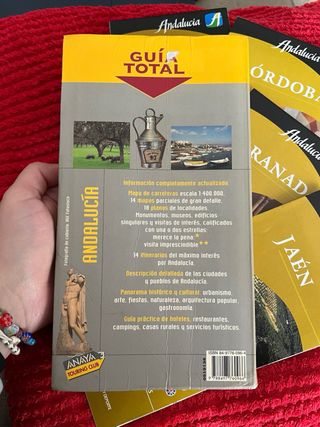 GUÍA
TOTAL
Información completamente actualizada
Mapa de carreteras escala 1:400.000,
14 mapas parciales de gran detalle,
18 planos de localidades.
Monumentos, museos, edificios
singulares y visitas de interés, calificados
con una o dos estrellas:
merece la pena *
visita imprescindible **
14 itinerarios del máximo interés
por Andalucía.
Descripción detallada de las ciudades
y pueblos de Andalucía.
Panorama histórico y cultural: urbanismo,
arte, fiestas, naturaleza, arquitectura popular,
gastronomía.
Guía práctica de hoteles, restaurantes,
campings, casas rurales y servicios turísticos.
ANDALUCÍA
ANAYA
TOURING CLUB
Andalucía
Andalucía
ÓRDOBA
Andalucía
RANAD
JAÉN